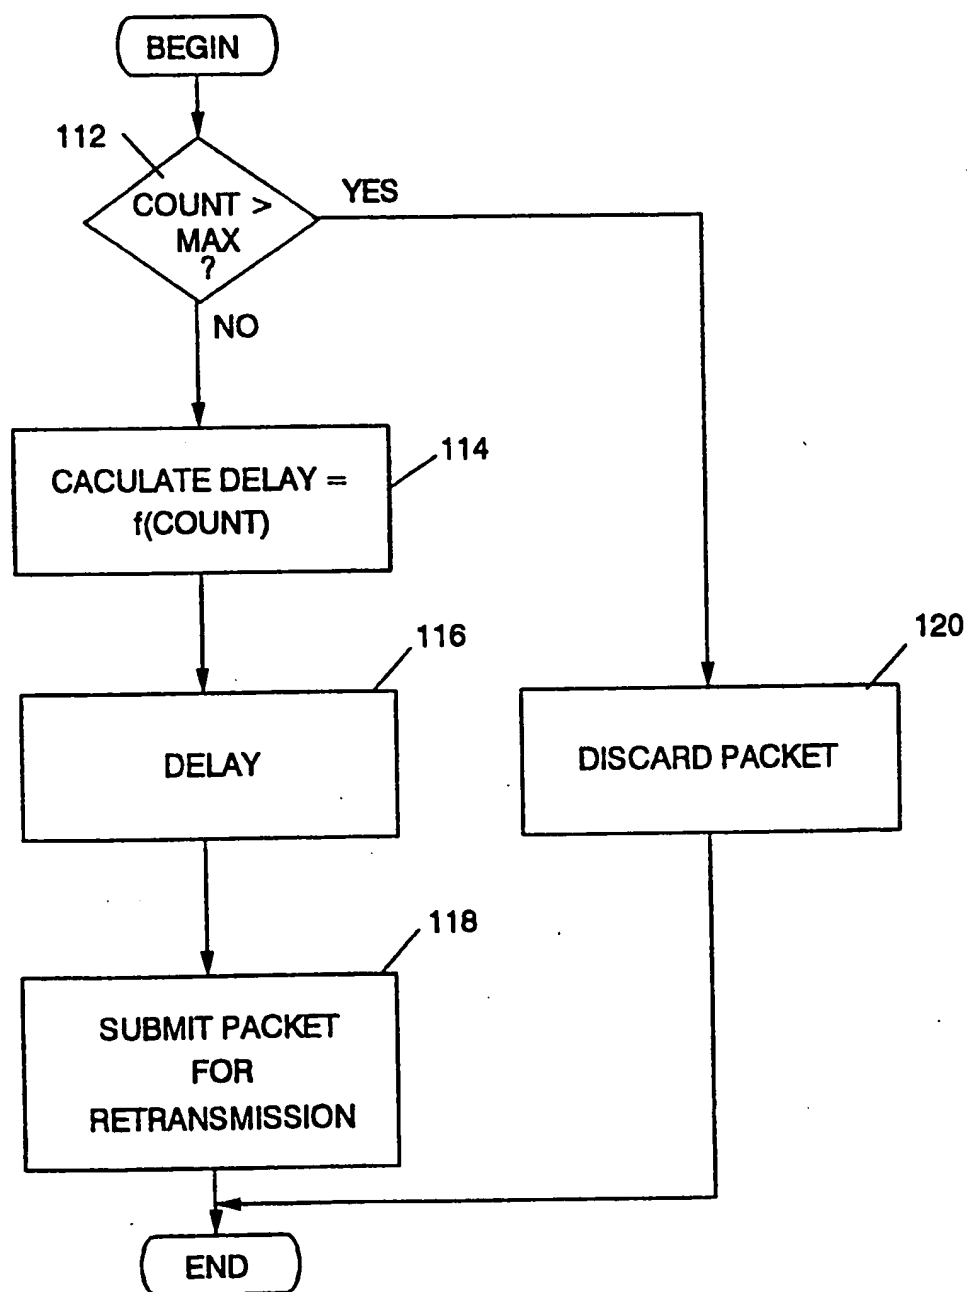 BEGIN
112
COUNT >
MAX
?
YES
NO
CACULATE DELAY =
f(COUNT)
114
DELAY
116
DISCARD PACKET
120
SUBMIT PACKET
FOR
RETRANSMISSION
118
END